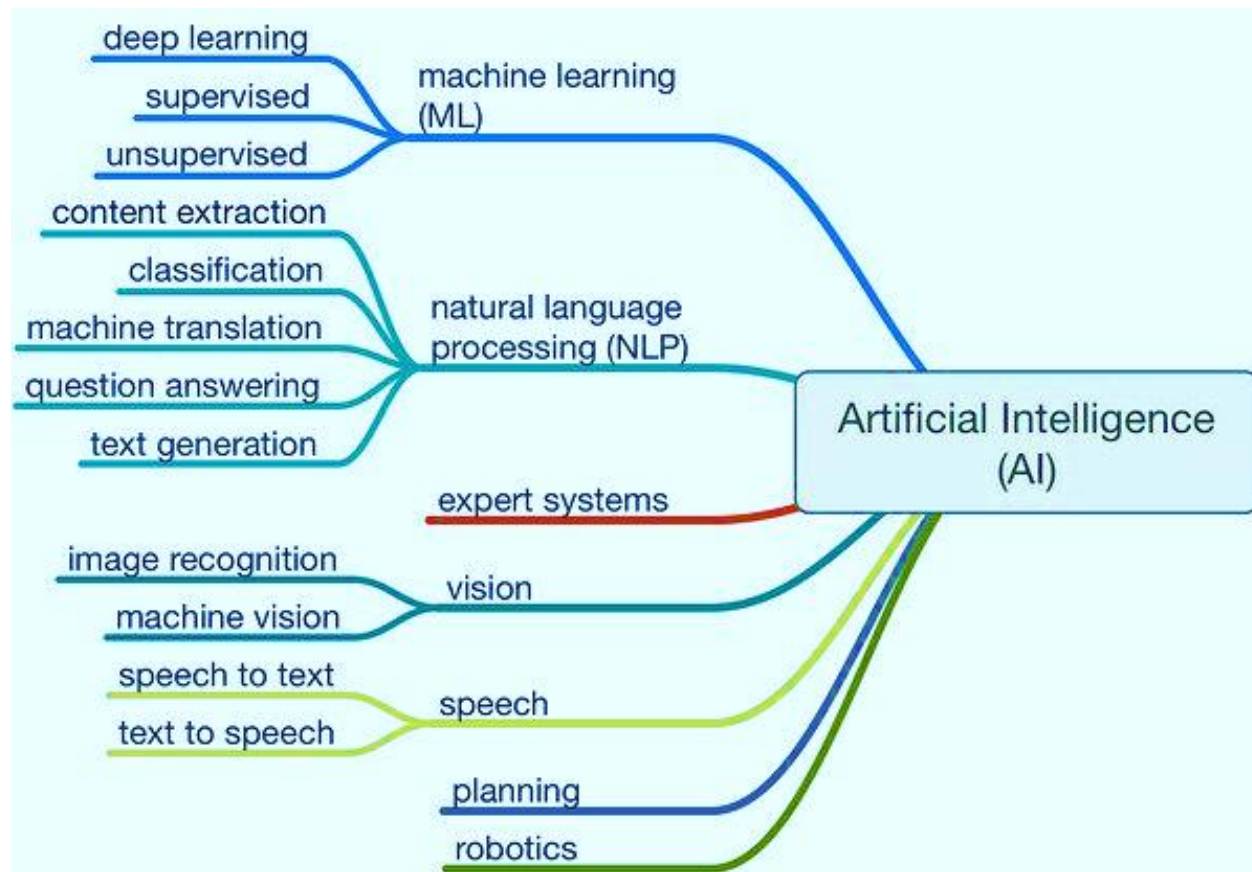 deep learning
supervised
unsupervised
machine learning
(ML)
content extraction
classification
machine translation
question answering
text generation
natural language
processing (NLP)
Artificial Intelligence
(AI)
expert systems
image recognition
machine vision
vision
speech to text
text to speech
speech
planning
robotics